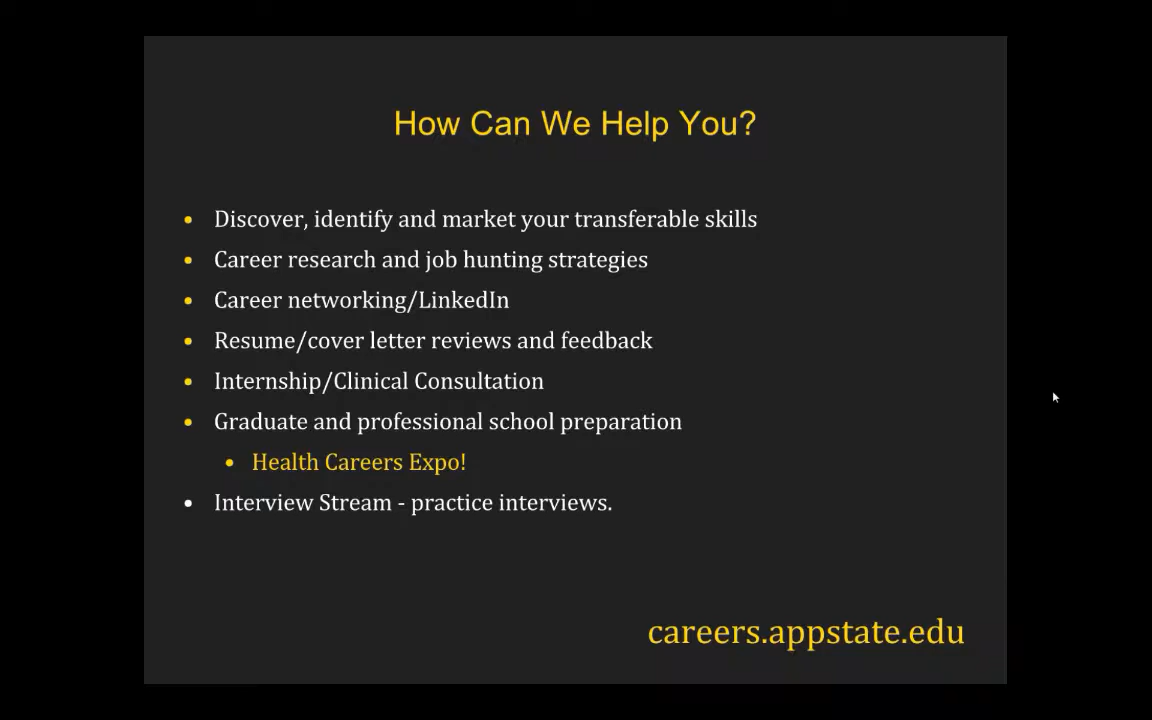 How Can We Help You?
• Discover, identify and market your transferable skills
• Career research and job hunting strategies
• Career networking/LinkedIn
• Resume/cover letter reviews and feedback
• Internship/Clinical Consultation
• Graduate and professional school preparation
• Health Careers Expo!
• Interview Stream - practice interviews.
careers.appstate.edu